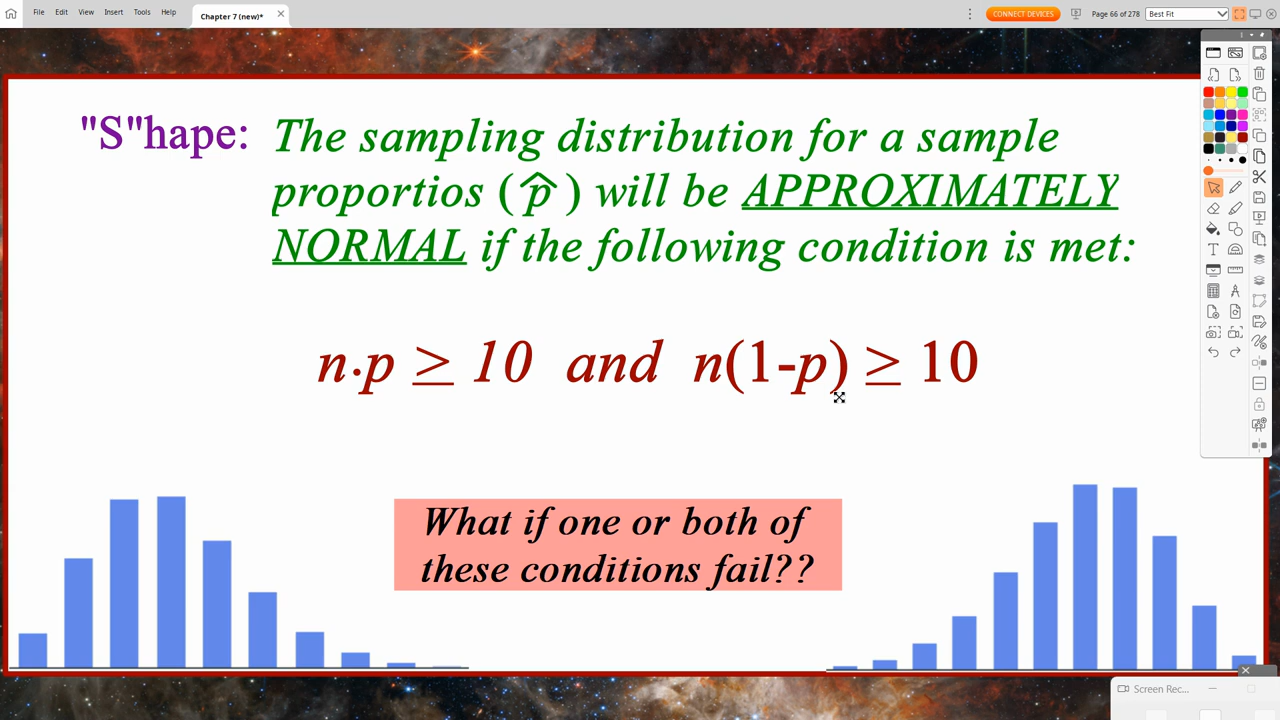 File Edit View Insert Tools Help
Chapter 7 (new)*
CONNECT DEVICES
Page 66 of 278
Best Fit
"S"hape: The sampling distribution for a sample
proportios (p̂) will be APPROXIMATELY
NORMAL if the following condition is met:
n·p ≥ 10 and n(1-p) ≥ 10
What if one or both of
these conditions fail??
Screen Rec...